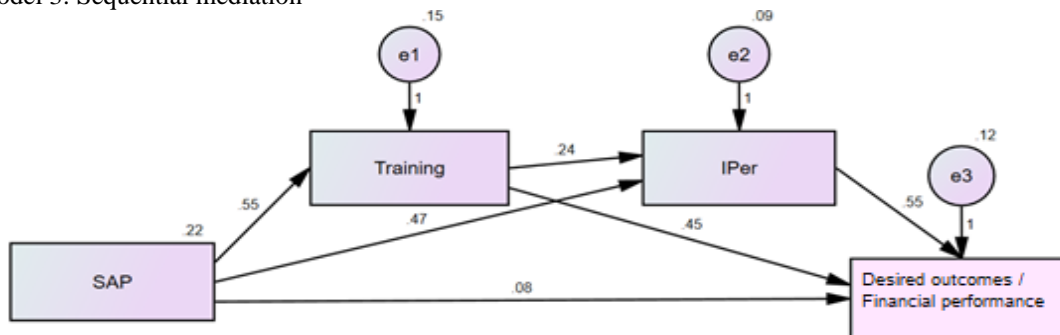 Model 3: Sequential mediation
.15
.09
e1
e2
1
1
.12
Training
.24
IPer
e3
.55
.47
.45
.55
1
.22
SAP
.08
Desired outcomes /
Financial performance